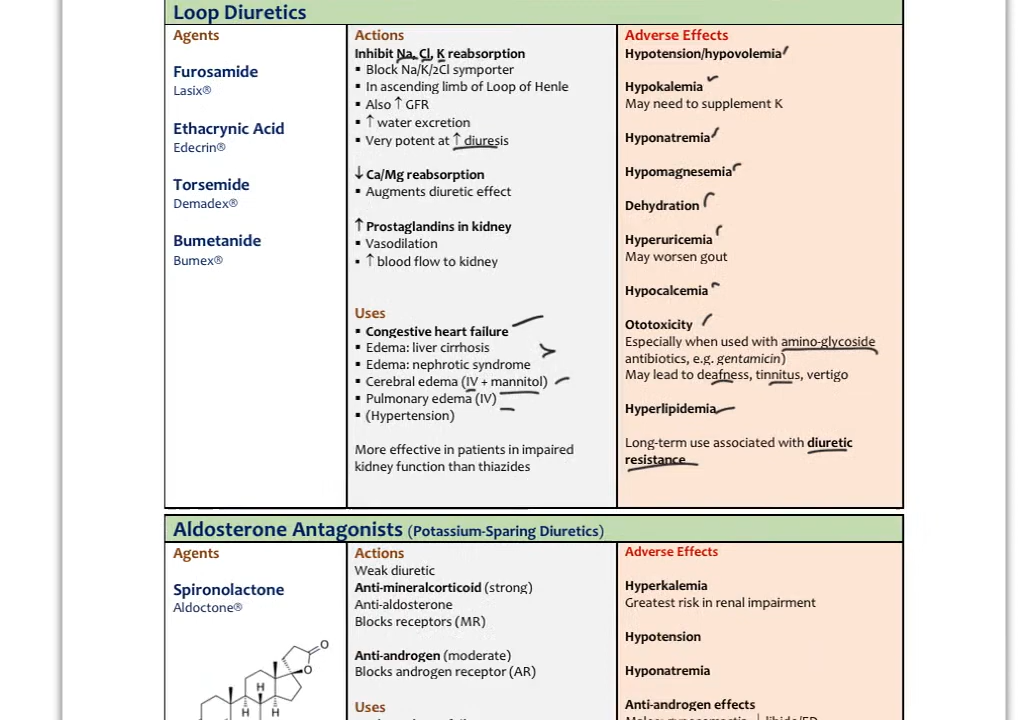 Loop Diuretics
Agents
Furosamide
Lasix®
Ethacrynic Acid
Edecrin®
Torsemide
Demadex®
Bumetanide
Bumex®
Actions
Inhibit Na, Cl, K reabsorption
▪ Block Na/K/2Cl symporter
▪ In ascending limb of Loop of Henle
▪ Also ↑ GFR
▪ ↑ water excretion
▪ Very potent at ↑ diuresis
↓ Ca/Mg reabsorption
▪ Augments diuretic effect
↑ Prostaglandins in kidney
▪ Vasodilation
▪ ↑ blood flow to kidney
Uses
▪ Congestive heart failure
▪ Edema: liver cirrhosis
▪ Edema: nephrotic syndrome
▪ Cerebral edema (IV + mannitol)
▪ Pulmonary edema (IV)
▪ (Hypertension)
More effective in patients in impaired
kidney function than thiazides
Adverse Effects
Hypotension/hypovolemia
Hypokalemia
May need to supplement K
Hyponatremia
Hypomagnesemia
Dehydration
Hyperuricemia
May worsen gout
Hypocalcemia
Ototoxicity
Especially when used with amino-glycoside
antibiotics, e.g. gentamicin)
May lead to deafness, tinnitus, vertigo
Hyperlipidemia
Long-term use associated with diuretic
resistance
Aldosterone Antagonists (Potassium-Sparing Diuretics)
Agents
Spironolactone
Aldoctone®
O
O
H
H
H
Actions
Weak diuretic
Anti-mineralcorticoid (strong)
Anti-aldosterone
Blocks receptors (MR)
Anti-androgen (moderate)
Blocks androgen receptor (AR)
Uses
Adverse Effects
Hyperkalemia
Greatest risk in renal impairment
Hypotension
Hyponatremia
Anti-androgen effects